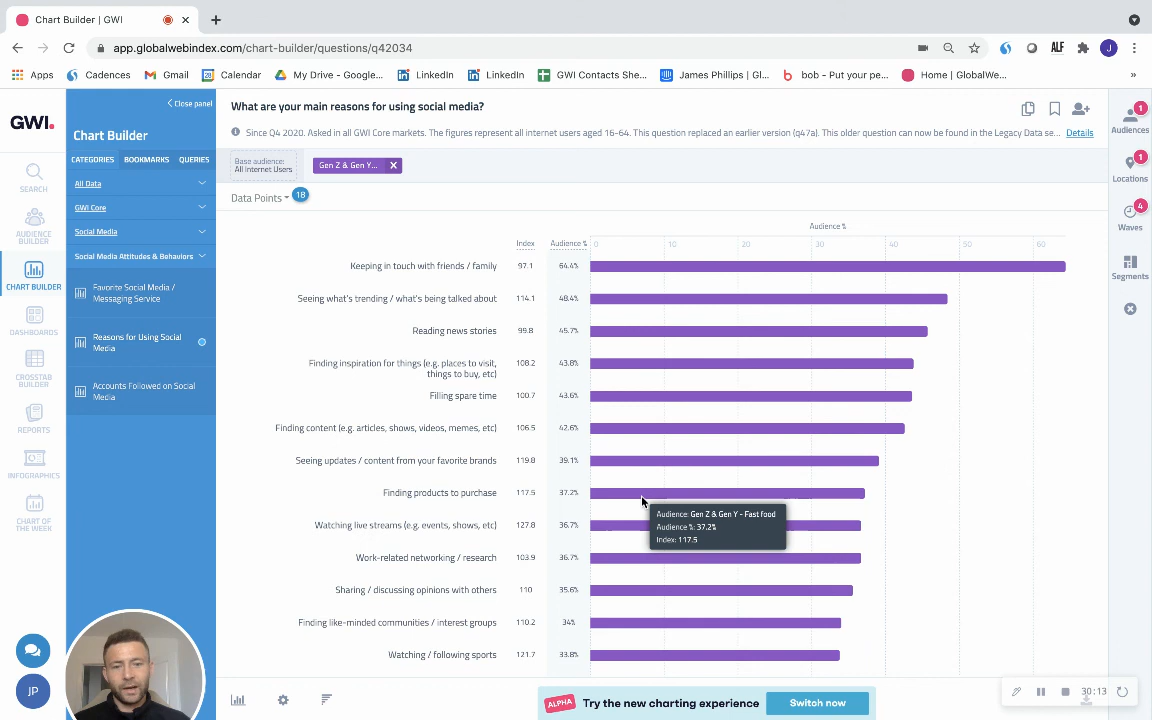 Chart Builder | GWI
app.globalwebindex.com/chart-builder/questions/q42034
ALF
J
Apps
Cadences
Gmail
Calendar
My Drive - Google...
LinkedIn
LinkedIn
GWI Contacts She...
James Phillips | Gl...
bob - Put your pe...
Home | GlobalWe...
»
GWI.
SEARCH
AUDIENCE
BUILDER
CHART BUILDER
DASHBOARDS
CROSSTAB
BUILDER
REPORTS
INFOGRAPHICS
CHART OF
THE WEEK
JP
Close panel
Chart Builder
CATEGORIES
BOOKMARKS
QUERIES
All Data
GWI Core
Social Media
Social Media Attitudes & Behaviors
Favorite Social Media /
Messaging Service
Reasons for Using Social
Media
Accounts Followed on Social
Media
What are your main reasons for using social media?
Since Q4 2020. Asked in all GWI Core markets. The figures represent all internet users aged 16-64. This question replaced an earlier version (q47a). This older question can now be found in the Legacy Data se... Details
Base audience:
All Internet Users
Gen Z & Gen Y...
Data Points
18
Audience %
Index
Audience %
0 10 20 30 40 50 60
Keeping in touch with friends / family 97.1 64.4%
Seeing what's trending / what's being talked about 114.1 48.4%
Reading news stories 99.8 45.7%
Finding inspiration for things (e.g. places to visit,
things to buy, etc) 108.2 43.8%
Filling spare time 100.7 43.6%
Finding content (e.g. articles, shows, videos, memes, etc) 106.5 42.6%
Seeing updates / content from your favorite brands 119.8 39.1%
Finding products to purchase 117.5 37.2%
Audience: Gen Z & Gen Y - Fast food
Audience %: 37.2%
Index: 117.5
Watching live streams (e.g. events, shows, etc) 127.8 36.7%
Work-related networking / research 103.9 36.7%
Sharing / discussing opinions with others 110 35.6%
Finding like-minded communities / interest groups 110.2 34%
Watching / following sports 121.7 33.8%
1
Audiences
1
Locations
4
Waves
Segments
ALPHA
Try the new charting experience
Switch now
30:13